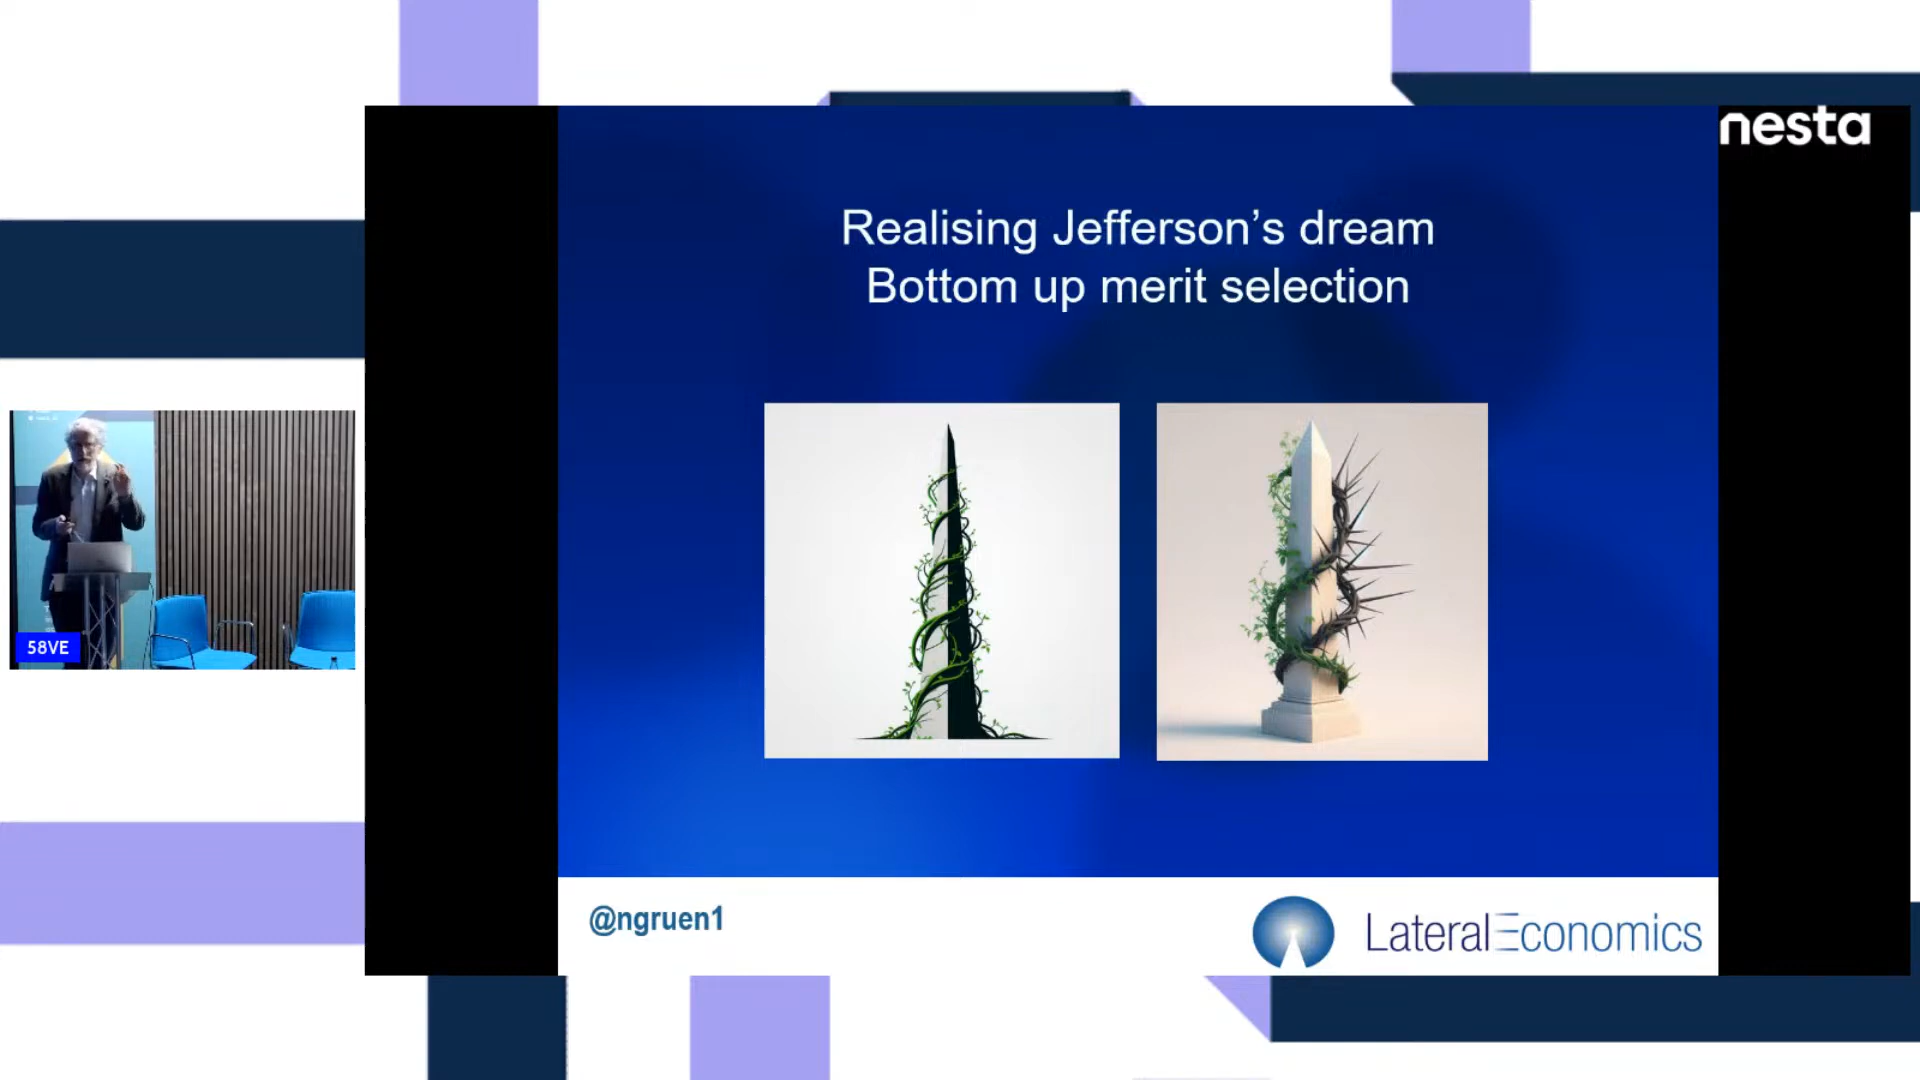 nesta
Realising Jefferson’s dream
Bottom up merit selection
58VE
@ngruen1
LateralEconomics